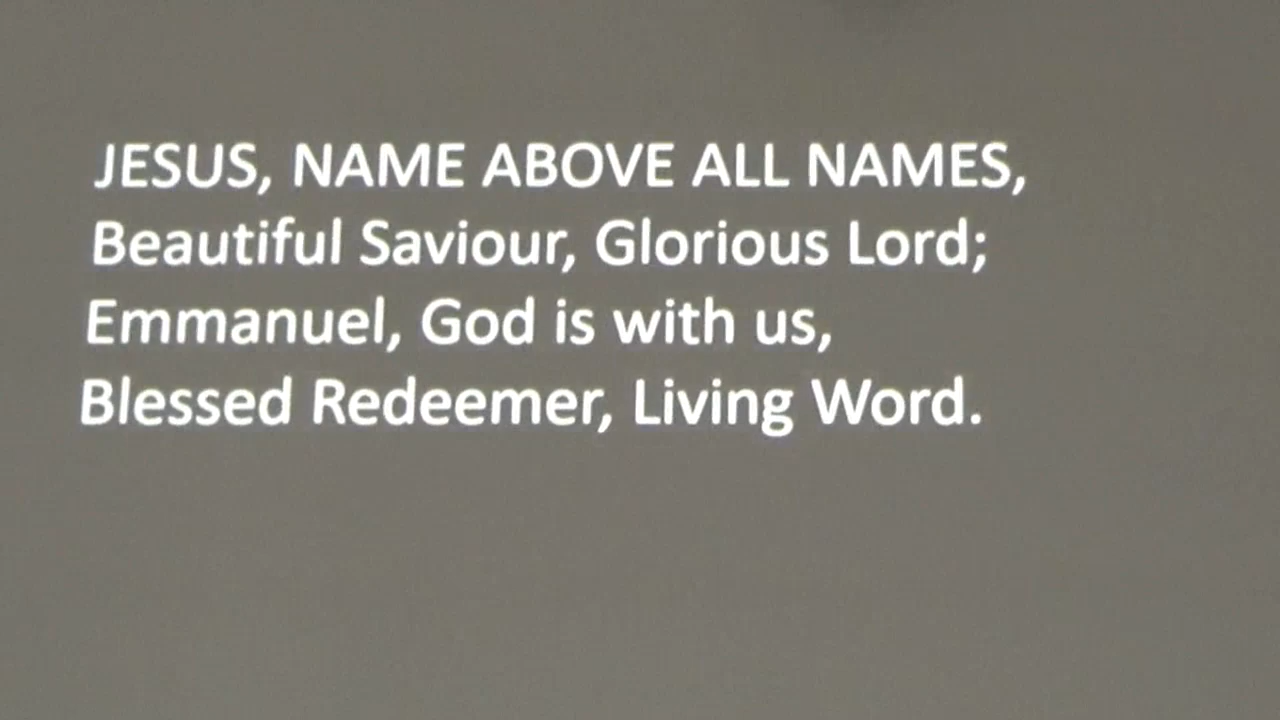 JESUS, NAME ABOVE ALL NAMES,
Beautiful Saviour, Glorious Lord;
Emmanuel, God is with us,
Blessed Redeemer, Living Word.